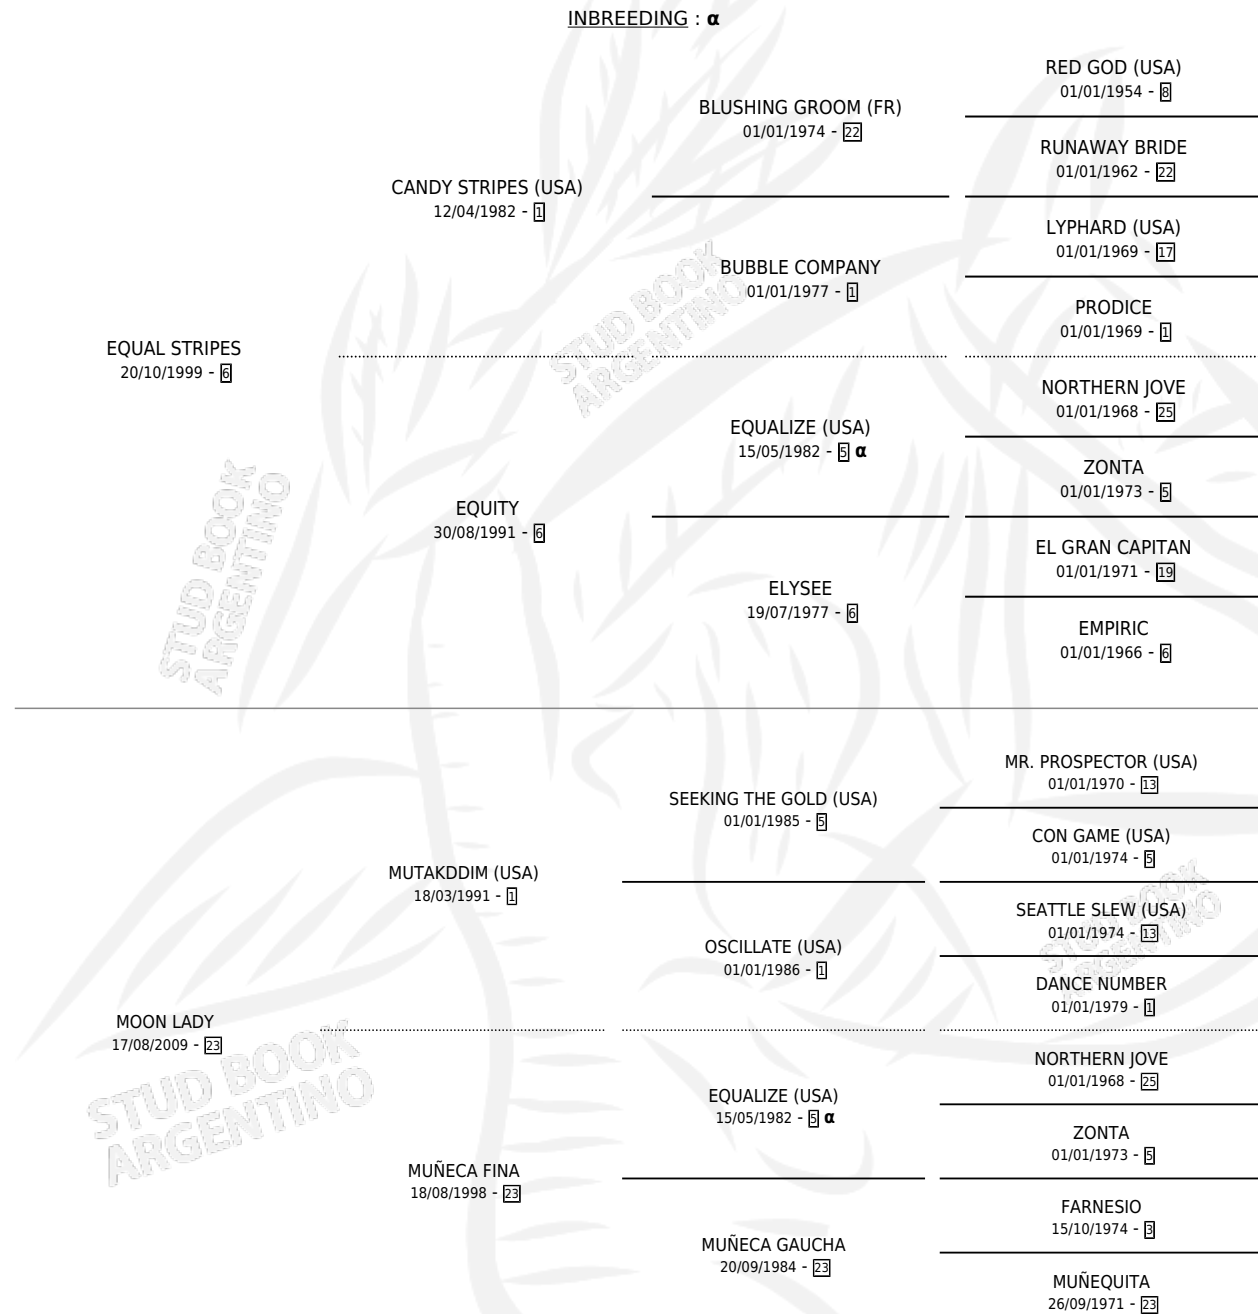 INBREEDING : α
RED GOD (USA)
01/01/1954 - 8
BLUSHING GROOM (FR)
01/01/1974 - 22
RUNAWAY BRIDE
01/01/1962 - 22
CANDY STRIPES (USA)
12/04/1982 - 1
LYPHARD (USA)
01/01/1969 - 17
BUBBLE COMPANY
01/01/1977 - 1
PRODICE
01/01/1969 - 1
EQUAL STRIPES
20/10/1999 - 6
NORTHERN JOVE
01/01/1968 - 25
EQUALIZE (USA)
15/05/1982 - 5 α
ZONTA
01/01/1973 - 5
EQUITY
30/08/1991 - 6
EL GRAN CAPITAN
01/01/1971 - 19
ELYSEE
19/07/1977 - 6
EMPIRIC
01/01/1966 - 6
MR. PROSPECTOR (USA)
01/01/1970 - 13
SEEKING THE GOLD (USA)
01/01/1985 - 5
CON GAME (USA)
01/01/1974 - 5
MUTAKDDIM (USA)
18/03/1991 - 1
SEATTLE SLEW (USA)
01/01/1974 - 13
OSCILLATE (USA)
01/01/1986 - 1
DANCE NUMBER
01/01/1979 - 1
MOON LADY
17/08/2009 - 23
NORTHERN JOVE
01/01/1968 - 25
EQUALIZE (USA)
15/05/1982 - 5 α
ZONTA
01/01/1973 - 5
MUÑECA FINA
18/08/1998 - 23
FARNESIO
15/10/1974 - 3
MUÑECA GAUCHA
20/09/1984 - 23
MUÑEQUITA
26/09/1971 - 23
STUD BOOK
ARGENTINO
STUD BOOK
ARGENTINO
STUD BOOK
ARGENTINO
STUD BOOK
ARGENTINO